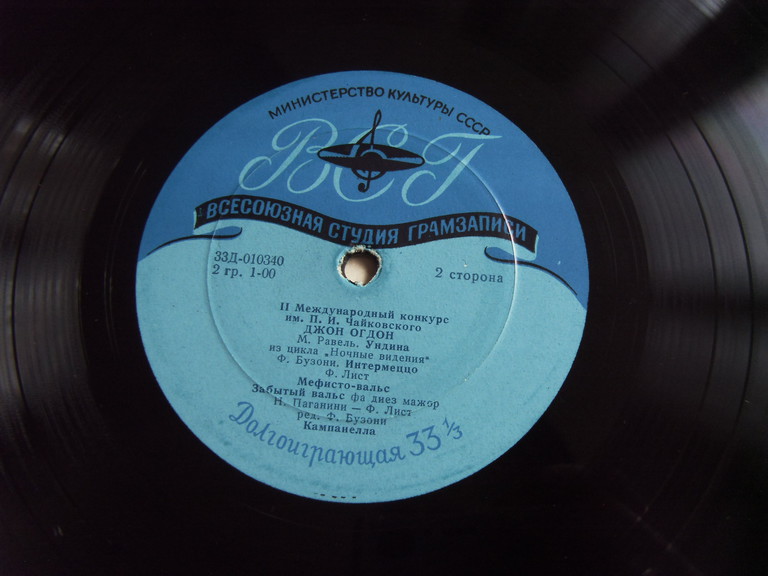 МИНИСТЕРСТВО КУЛЬТУРЫ СССР
ВСГ
ВСЕСОЮЗНАЯ СТУДИЯ ГРАМЗАПИСИ
33Д-010340
2 гр. 1-00
2 сторона
II Международный конкурс
им. П. И. Чайковского
ДЖОН ОГДОН
М. Равель. Ундина
из цикла „Ночные видения"
Ф. Бузони. Интермеццо
Ф. Лист
Мефисто-вальс
Забытый вальс фа диез мажор
Н. Паганини — Ф. Лист
ред. Ф. Бузони
Кампанелла
Долгоиграющая 33 1/3